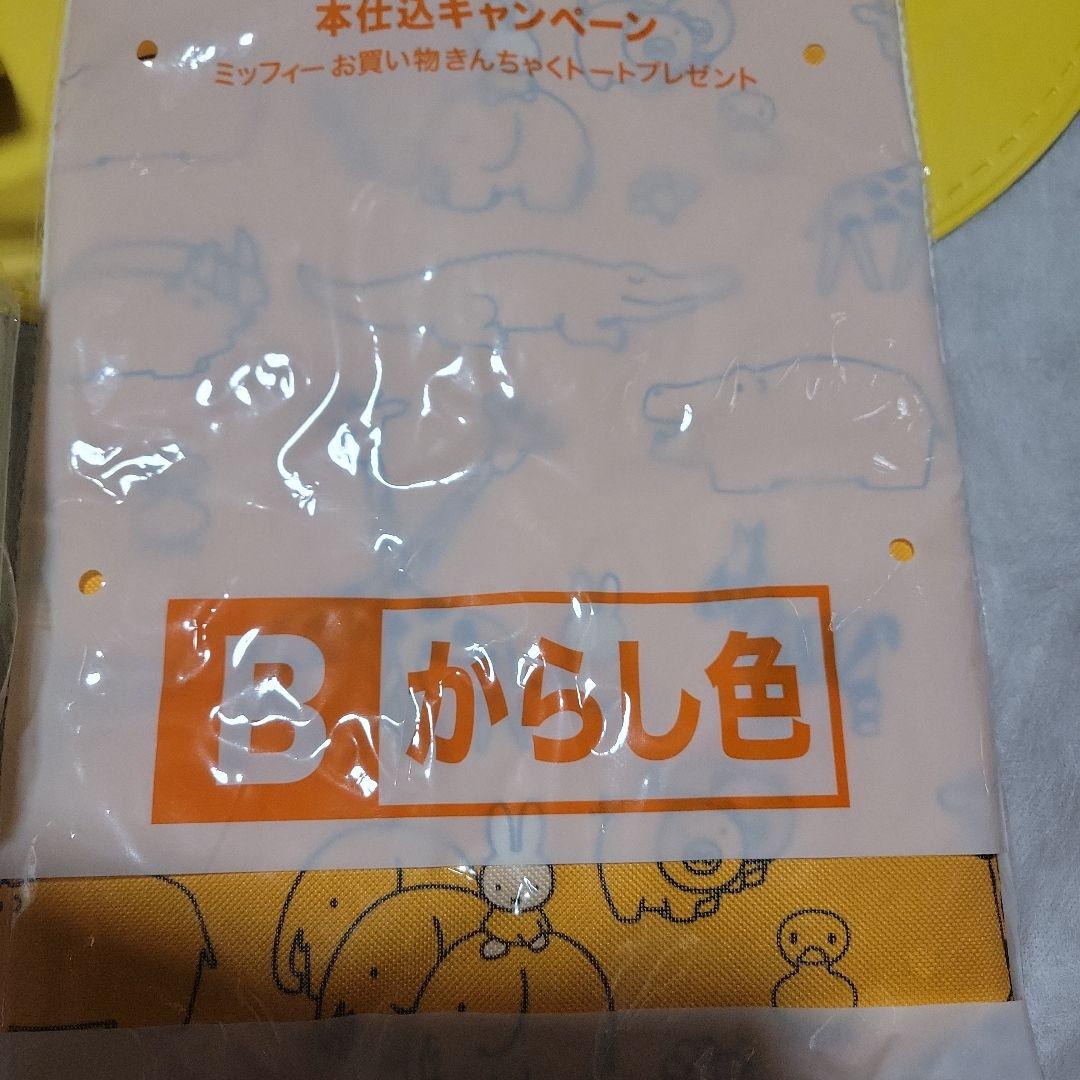 本仕込キャンペーン
ミッフィーお買い物きんちゃくトートプレゼント
B からし色